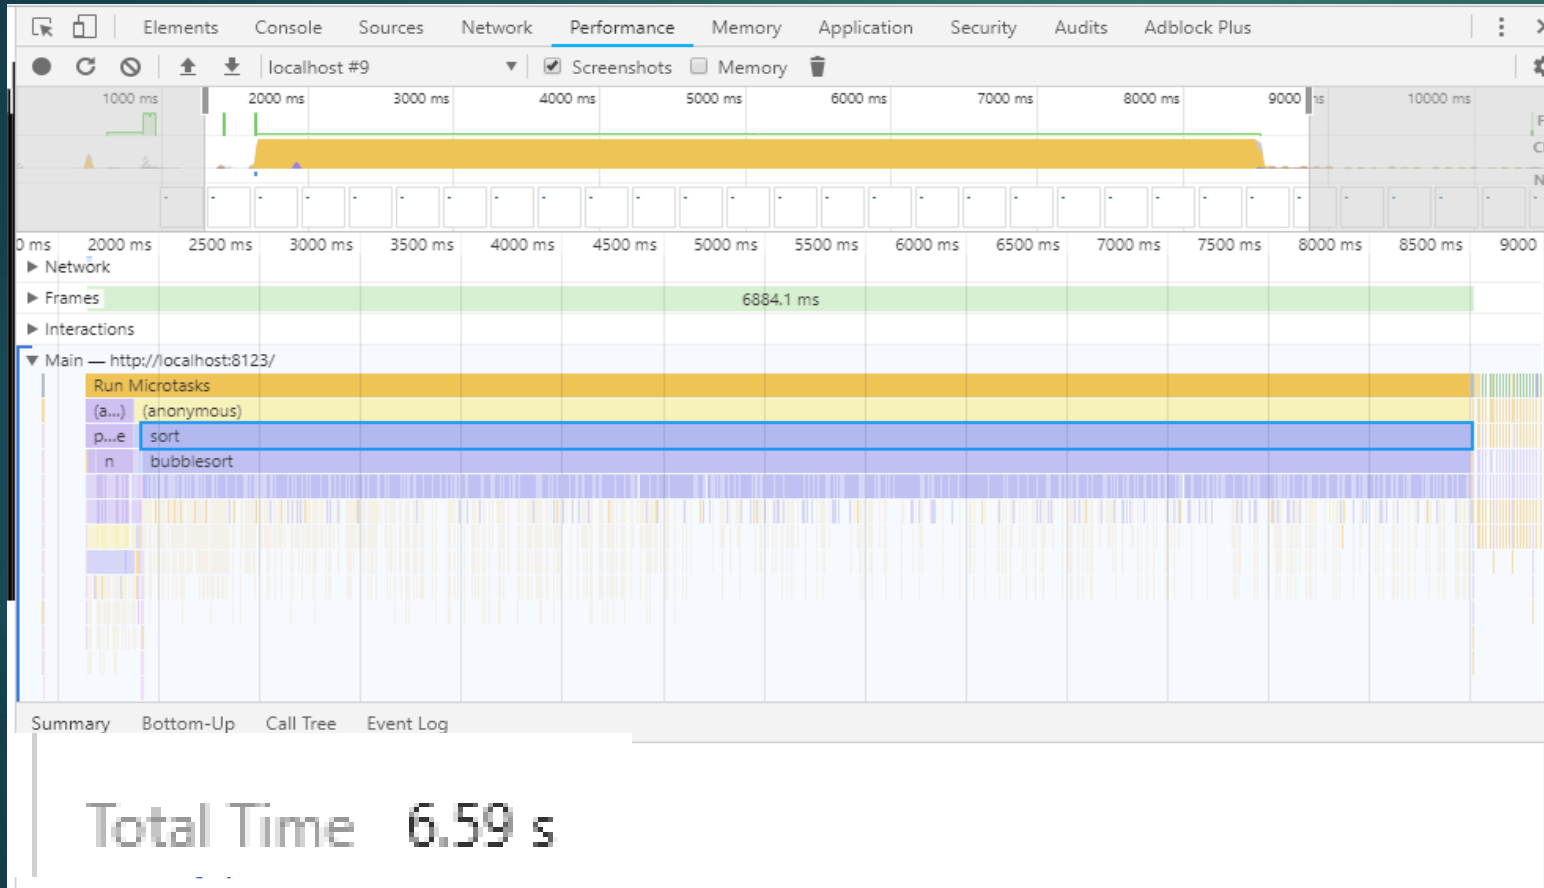 Elements Console Sources Network Performance Memory Application Security Audits Adblock Plus
localhost #9 Screenshots Memory
1000 ms 2000 ms 3000 ms 4000 ms 5000 ms 6000 ms 7000 ms 8000 ms 9000 ms 10000 ms
0 ms 2000 ms 2500 ms 3000 ms 3500 ms 4000 ms 4500 ms 5000 ms 5500 ms 6000 ms 6500 ms 7000 ms 7500 ms 8000 ms 8500 ms 9000
Network
Frames 6884.1 ms
Interactions
Main — http://localhost:8123/
Run Microtasks
(a...) (anonymous)
p...e sort
n bubblesort
Summary Bottom-Up Call Tree Event Log
Total Time 6.59 s